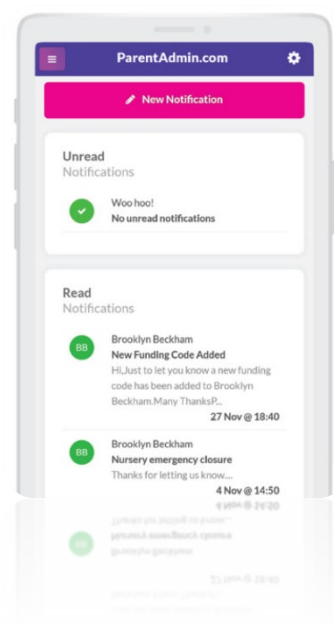 ParentAdmin.com
New Notification
Unread
Notifications
Woo hoo!
No unread notifications
Read
Notifications
BB
Brooklyn Beckham
New Funding Code Added
Hi,Just to let you know a new funding
code has been added to Brooklyn
Beckham.Many ThanksP...
27 Nov @ 18:40
BB
Brooklyn Beckham
Nursery emergency closure
Thanks for letting us know....
4 Nov @ 14:50